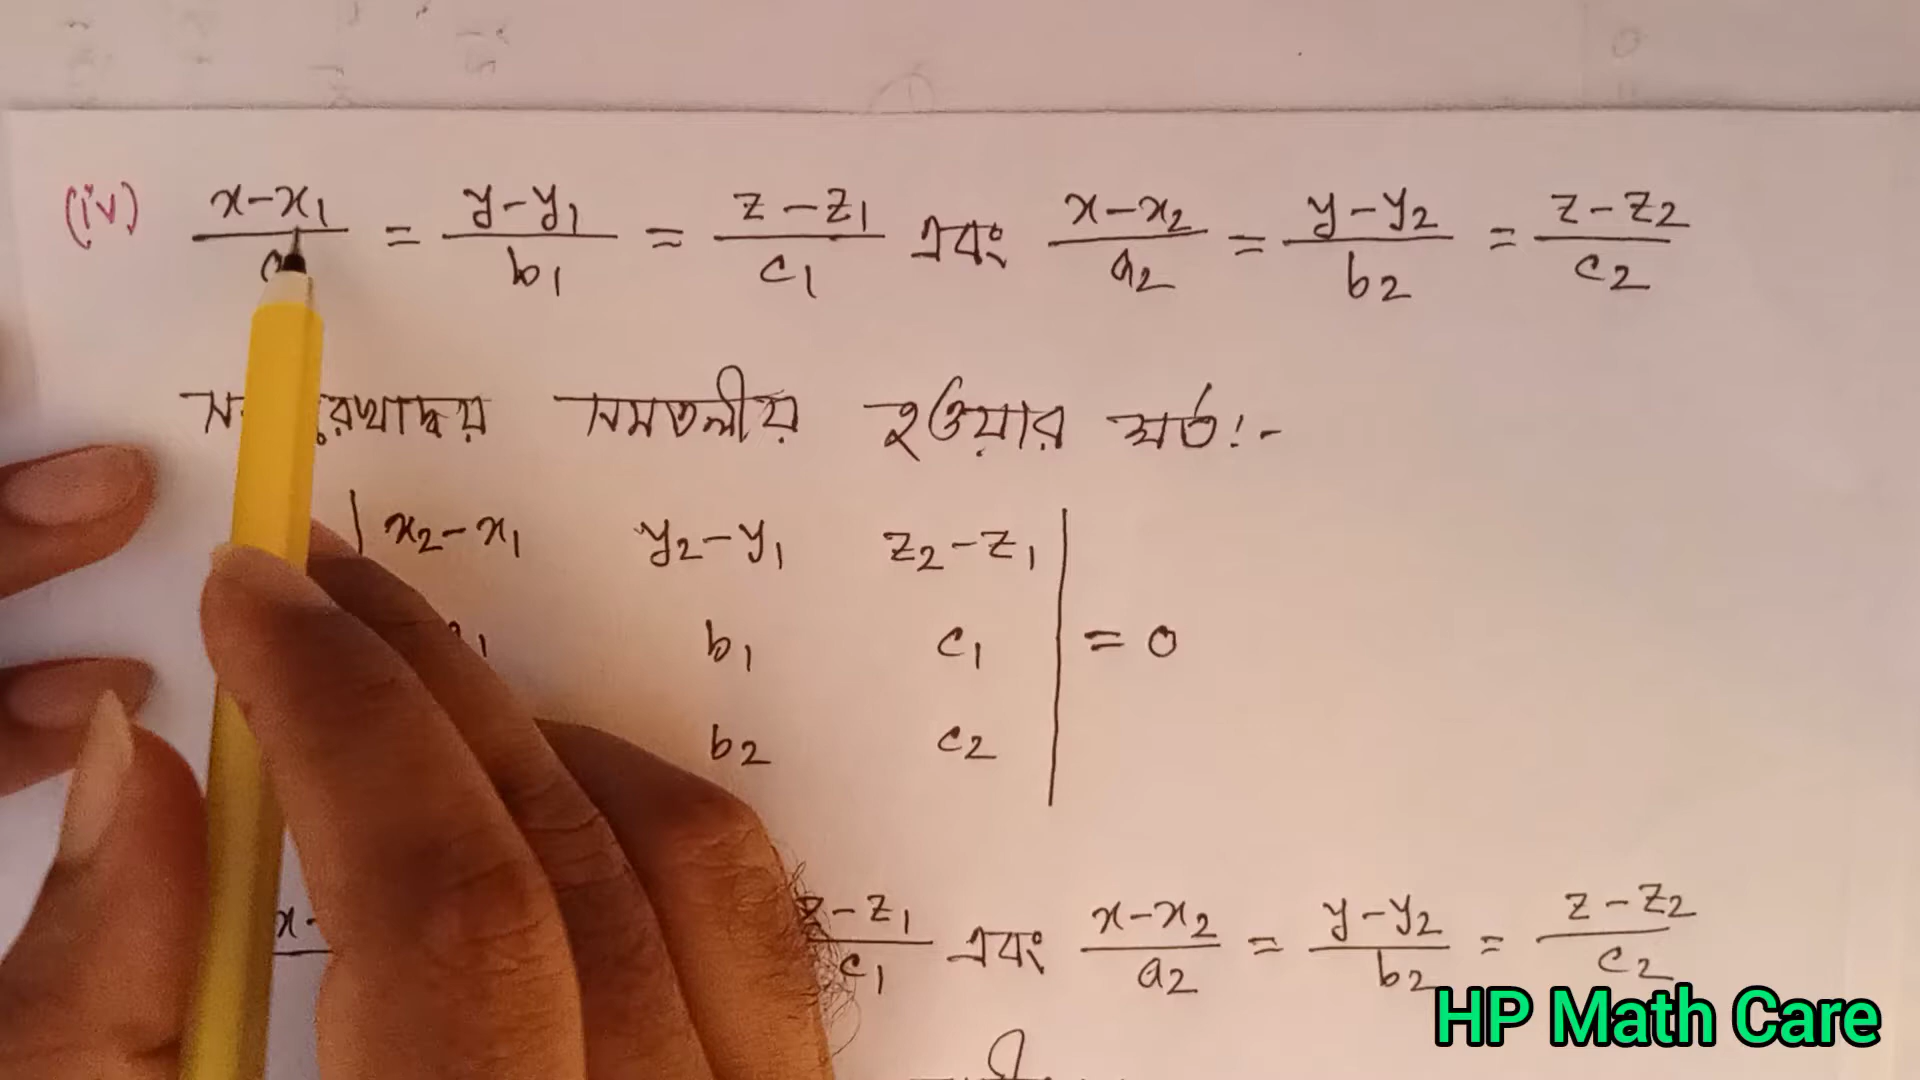 (iv) x-x₁ / a = y-y₁ / b₁ = z-z₁ / c₁ এবং x-x₂ / a₂ = y-y₂ / b₂ = z-z₂ / c₂
সমতলীয় হওয়ার শর্ত:-
| x₂-x₁ y₂-y₁ z₂-z₁ |
b₁ c₁ = 0
b₂ c₂
z-z₁ / c₁ এবং x-x₂ / a₂ = y-y₂ / b₂ = z-z₂ / c₂
HP Math Care